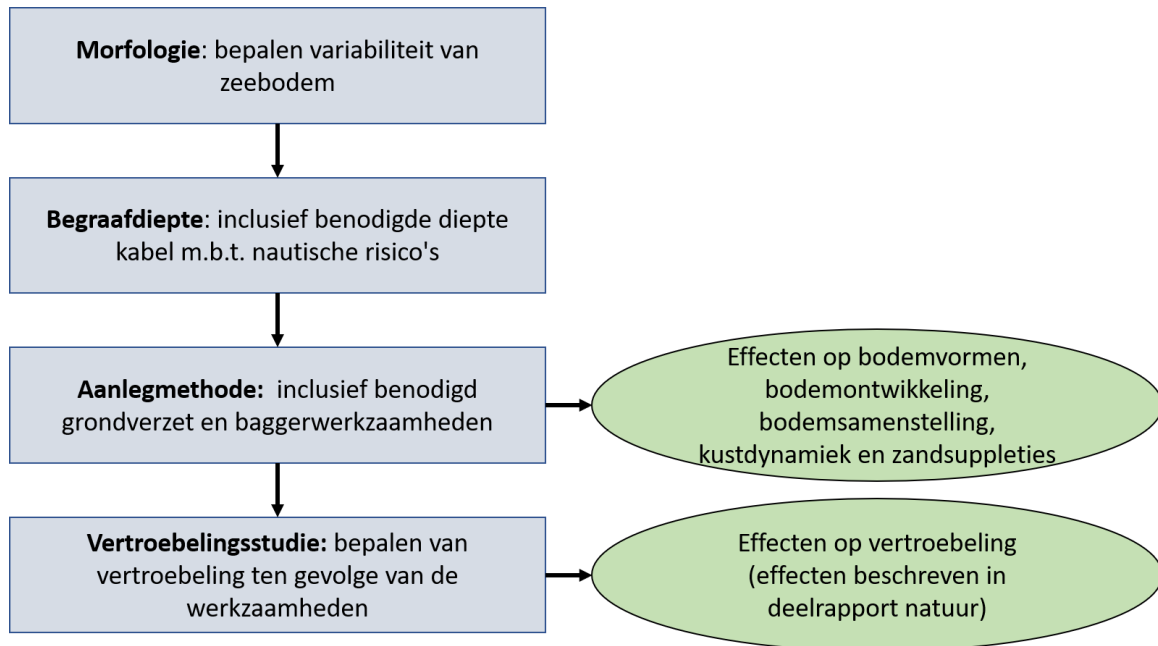 Morfologie: bepalen variabiliteit van
zeebodem
Begraafdiepte: inclusief benodigde diepte
kabel m.b.t. nautische risico's
Aanlegmethode: inclusief benodigd
grondverzet en baggerwerkzaamheden
Effecten op bodemvormen,
bodemontwikkeling,
bodemsamenstelling,
kustdynamiek en zandsuppleties
Vertroebelingsstudie: bepalen van
vertroebeling ten gevolge van de
werkzaamheden
Effecten op vertroebeling
(effecten beschreven in
deelrapport natuur)